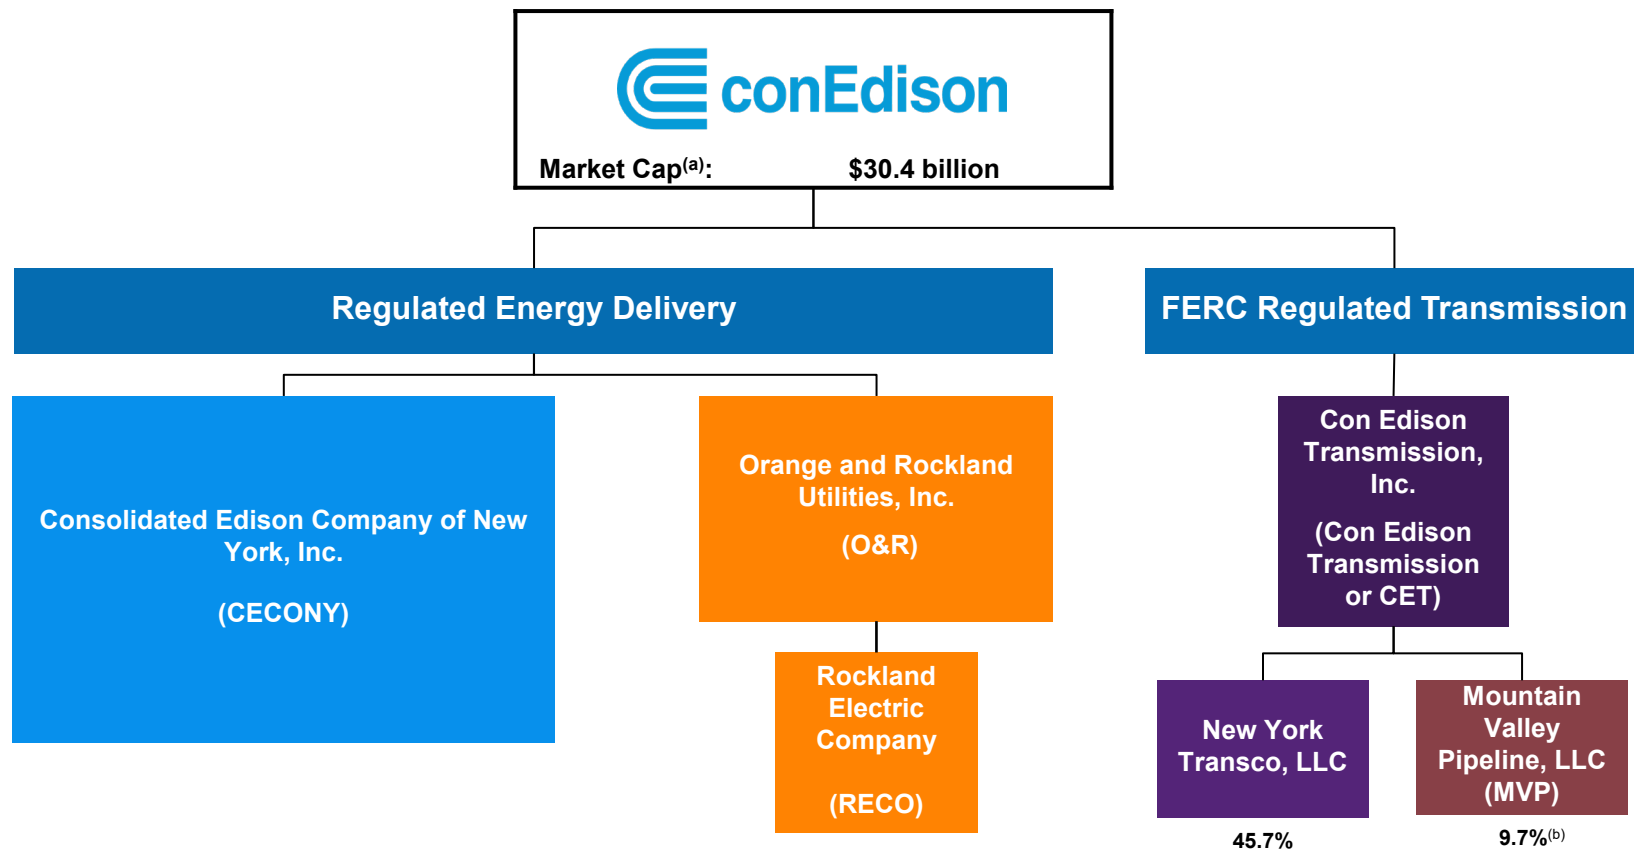 conEdison
Market Cap(a): $30.4 billion
Regulated Energy Delivery
FERC Regulated Transmission
Consolidated Edison Company of New
York, Inc.
(CECONY)
Orange and Rockland
Utilities, Inc.
(O&R)
Rockland
Electric
Company
(RECO)
Con Edison
Transmission,
Inc.
(Con Edison
Transmission
or CET)
New York
Transco, LLC
45.7%
Mountain
Valley
Pipeline, LLC
(MVP)
9.7%(b)